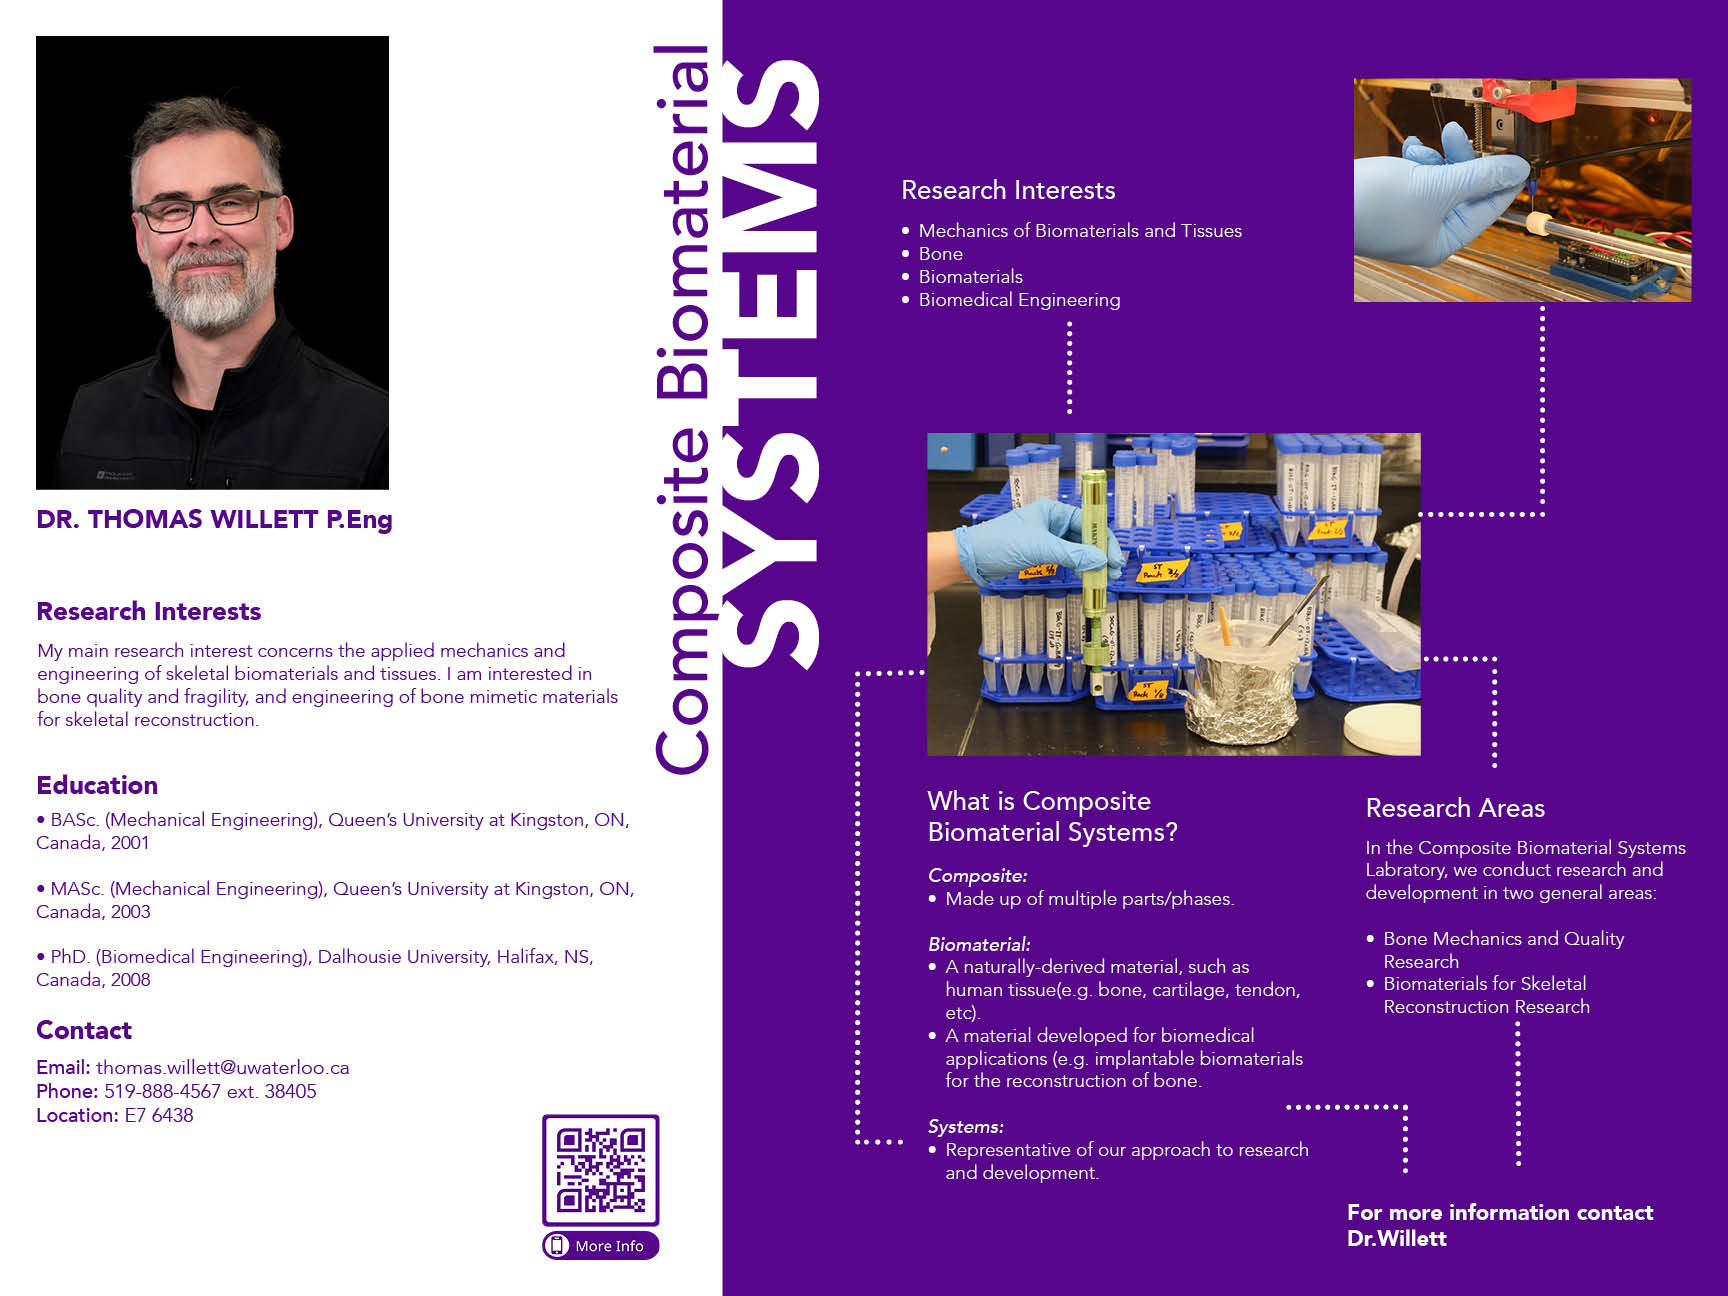 DR. THOMAS WILLETT P.Eng
Research Interests
My main research interest concerns the applied mechanics and
engineering of skeletal biomaterials and tissues. I am interested in
bone quality and fragility, and engineering of bone mimetic materials
for skeletal reconstruction.
Education
• BASc. (Mechanical Engineering), Queen's University at Kingston, ON,
Canada, 2001
• MASc. (Mechanical Engineering), Queen's University at Kingston, ON,
Canada, 2003
• PhD. (Biomedical Engineering), Dalhousie University, Halifax, NS,
Canada, 2008
Contact
Email: thomas.willett@uwaterloo.ca
Phone: 519-888-4567 ext. 38405
Location: E7 6438
More Info
Composite Biomaterial
SYSTEMS
Research Interests
• Mechanics of Biomaterials and Tissues
• Bone
• Biomaterials
• Biomedical Engineering
What is Composite
Biomaterial Systems?
Composite:
• Made up of multiple parts/phases.
Biomaterial:
• A naturally-derived material, such as
human tissue(e.g. bone, cartilage, tendon,
etc).
• A material developed for biomedical
applications (e.g. implantable biomaterials
for the reconstruction of bone.
Systems:
• Representative of our approach to research
and development.
Research Areas
In the Composite Biomaterial Systems
Labratory, we conduct research and
development in two general areas:
• Bone Mechanics and Quality
Research
• Biomaterials for Skeletal
Reconstruction Research
For more information contact
Dr.Willett